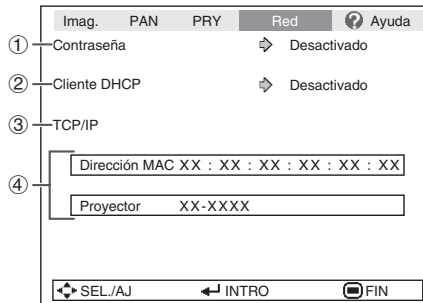 Imag. PAN PRY Red ? Ayuda
① Contraseña Desactivado
② Cliente DHCP Desactivado
③ TCP/IP
④ Dirección MAC XX : XX : XX : XX : XX : XX
Proyector XX-XXXX
SEL./AJ INTRO FIN